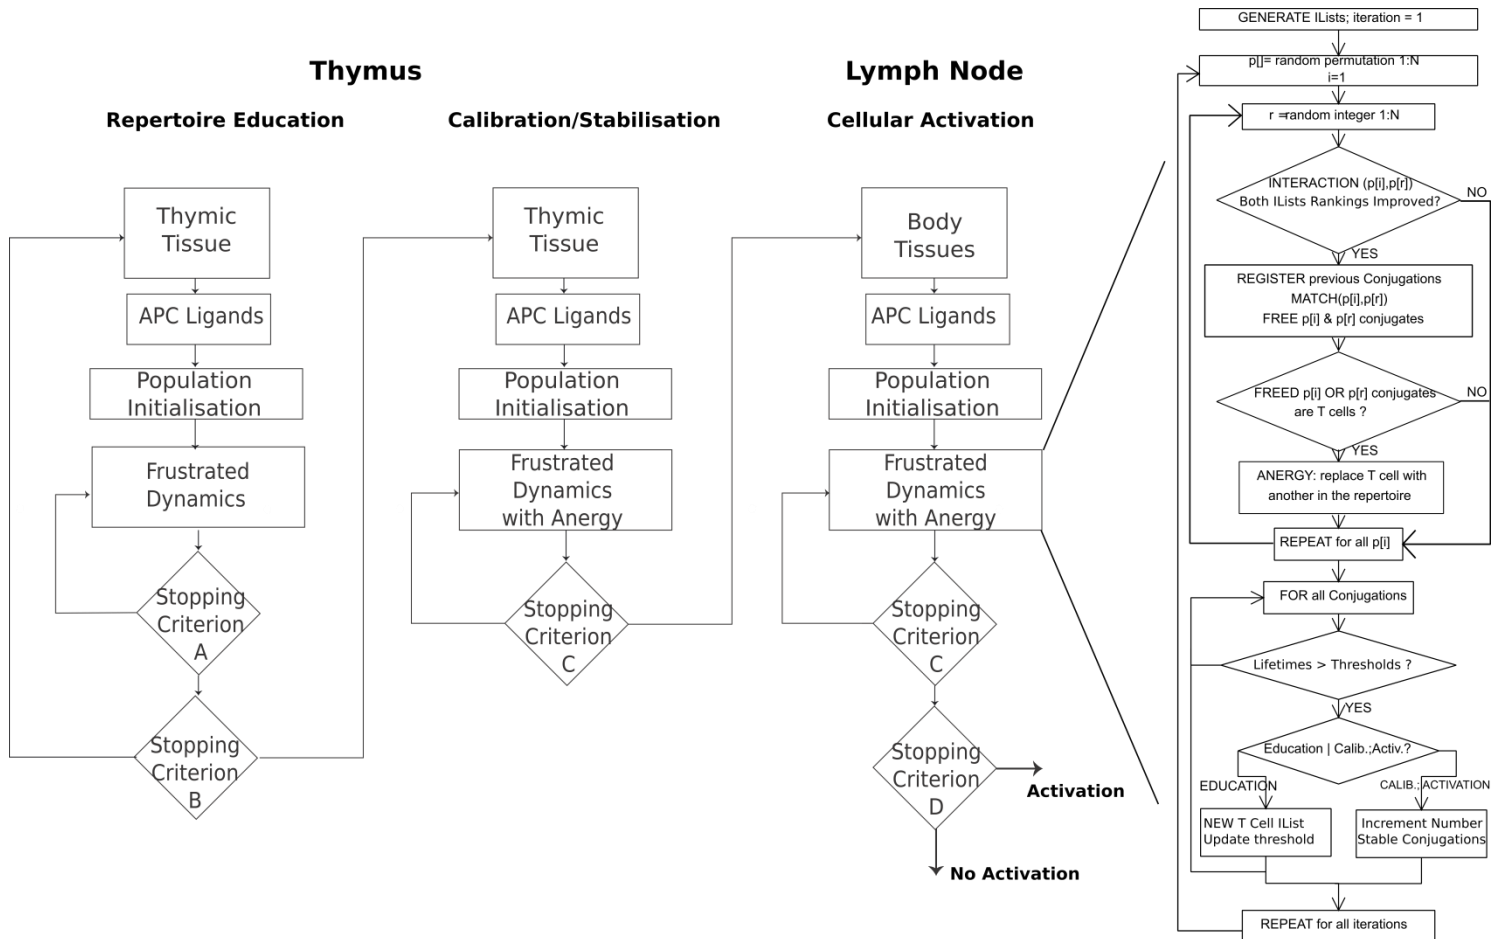 Thymus
Lymph Node
Repertoire Education
Calibration/Stabilisation
Cellular Activation
Thymic
Tissue
APC Ligands
Population
Initialisation
Frustrated
Dynamics
Stopping
Criterion
A
Stopping
Criterion
B
Thymic
Tissue
APC Ligands
Population
Initialisation
Frustrated
Dynamics
with Anergy
Stopping
Criterion
C
Body
Tissues
APC Ligands
Population
Initialisation
Frustrated
Dynamics
with Anergy
Stopping
Criterion
C
Stopping
Criterion
D
Activation
No Activation
GENERATE ILists; iteration = 1
p[]= random permutation 1:N
i=1
r =random integer 1:N
INTERACTION (p[i],p[r])
Both ILists Rankings Improved?
NO
YES
REGISTER previous Conjugations
MATCH(p[i],p[r])
FREE p[i] & p[r] conjugates
FREED p[i] OR p[r] conjugates
are T cells ?
NO
YES
ANERGY: replace T cell with
another in the repertoire
REPEAT for all p[i]
FOR all Conjugations
Lifetimes > Thresholds ?
YES
Education | Calib.;Activ.?
EDUCATION
CALIB.; ACTIVATION
NEW T Cell IList
Update threshold
Increment Number
Stable Conjugations
REPEAT for all iterations